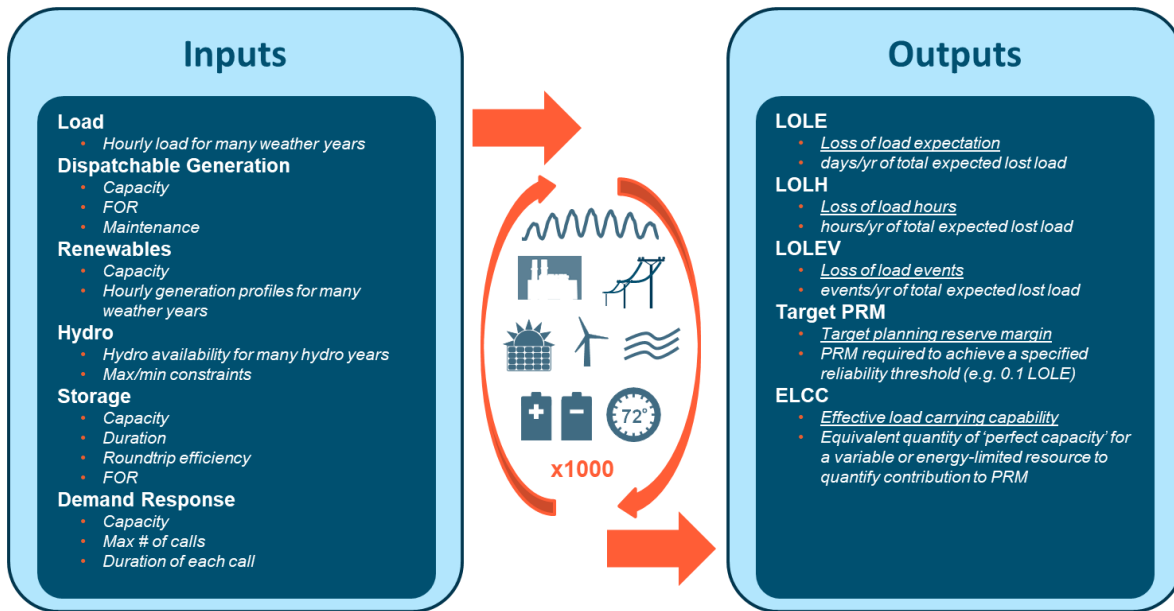 Inputs
Load
• Hourly load for many weather years
Dispatchable Generation
• Capacity
• FOR
• Maintenance
Renewables
• Capacity
• Hourly generation profiles for many
weather years
Hydro
• Hydro availability for many hydro years
• Max/min constraints
Storage
• Capacity
• Duration
• Roundtrip efficiency
• FOR
Demand Response
• Capacity
• Max # of calls
• Duration of each call
+ − 72°
x1000
Outputs
LOLE
• Loss of load expectation
• days/yr of total expected lost load
LOLH
• Loss of load hours
• hours/yr of total expected lost load
LOLEV
• Loss of load events
• events/yr of total expected lost load
Target PRM
• Target planning reserve margin
• PRM required to achieve a specified
reliability threshold (e.g. 0.1 LOLE)
ELCC
• Effective load carrying capability
• Equivalent quantity of ‘perfect capacity’ for
a variable or energy-limited resource to
quantify contribution to PRM